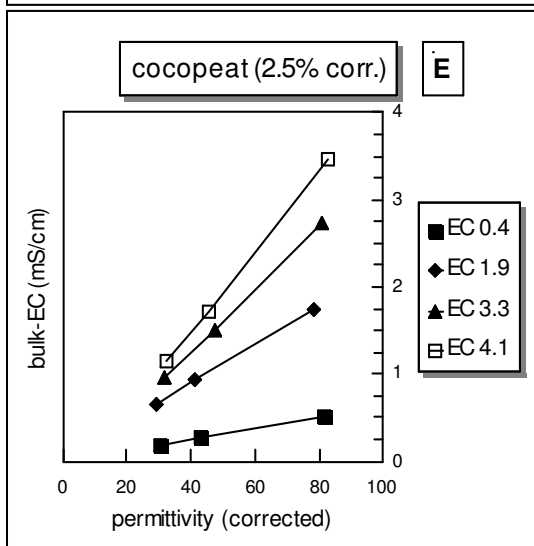 cocopeat (2.5% corr.)
E
4
3
2
1
0
bulk-EC (mS/cm)
EC 0.4
EC 1.9
EC 3.3
EC 4.1
0 20 40 60 80 100
permittivity (corrected)